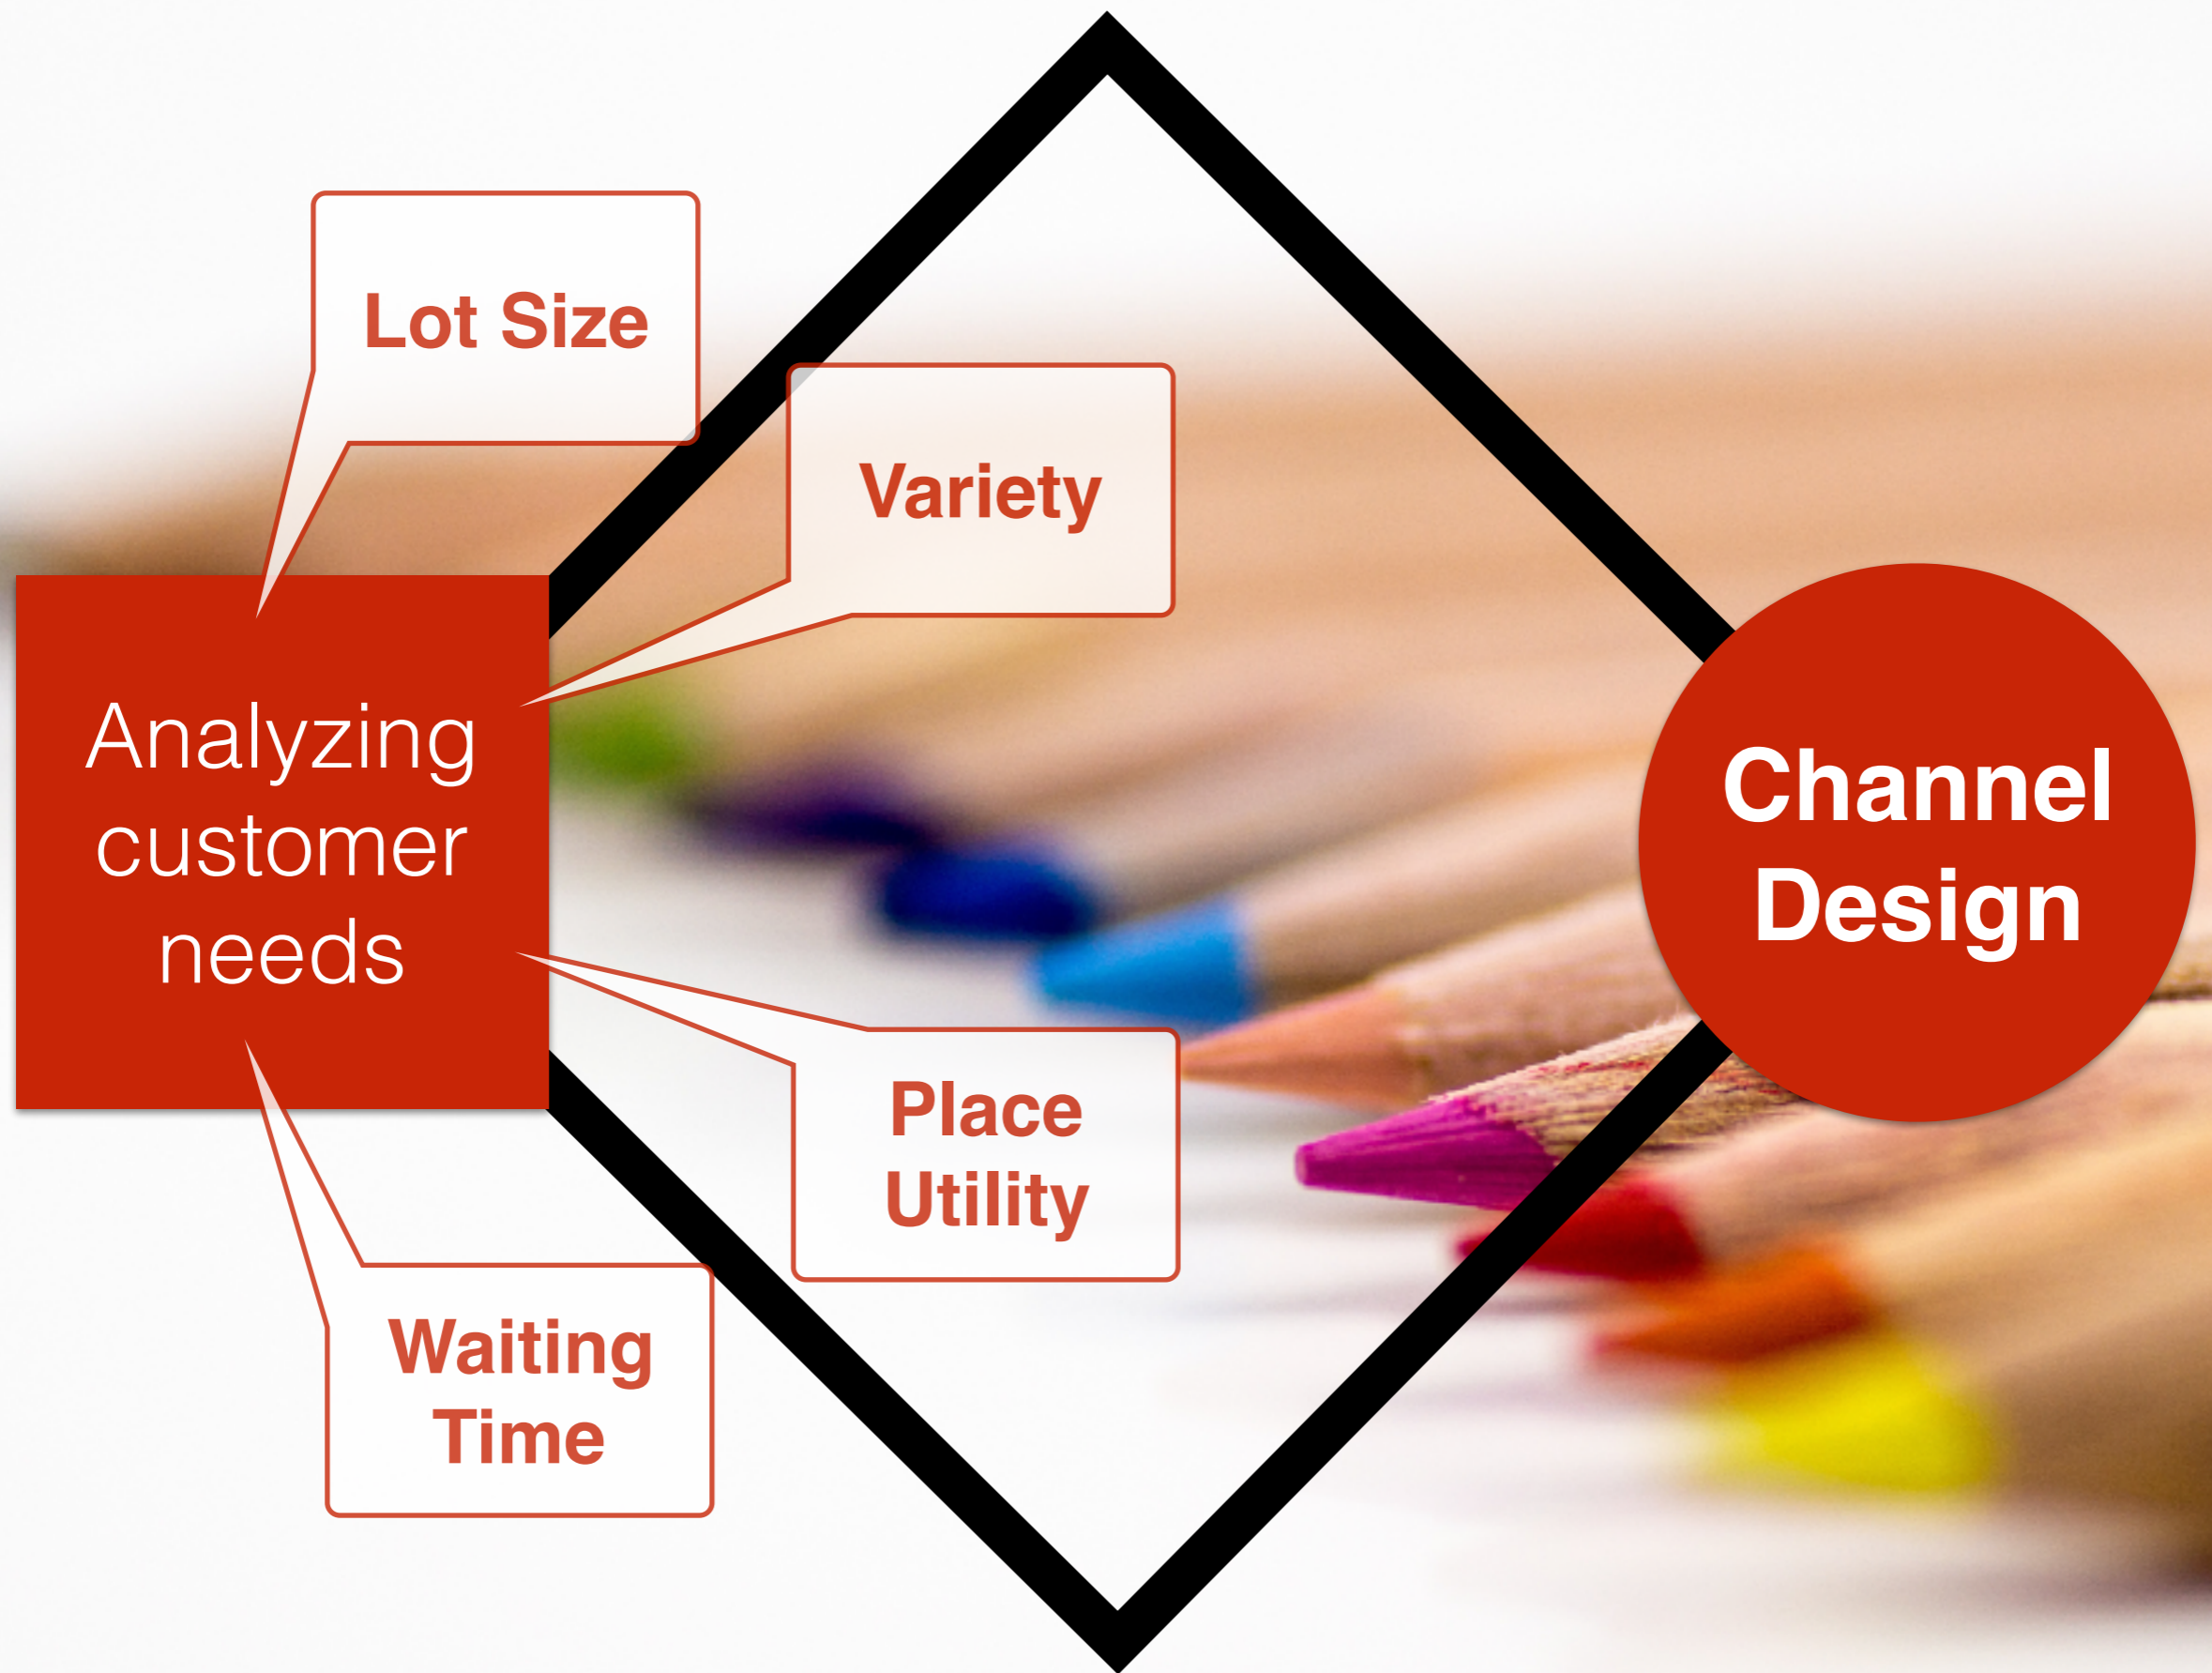 Lot Size
Variety
Analyzing
customer
needs
Channel
Design
Place
Utility
Waiting
Time